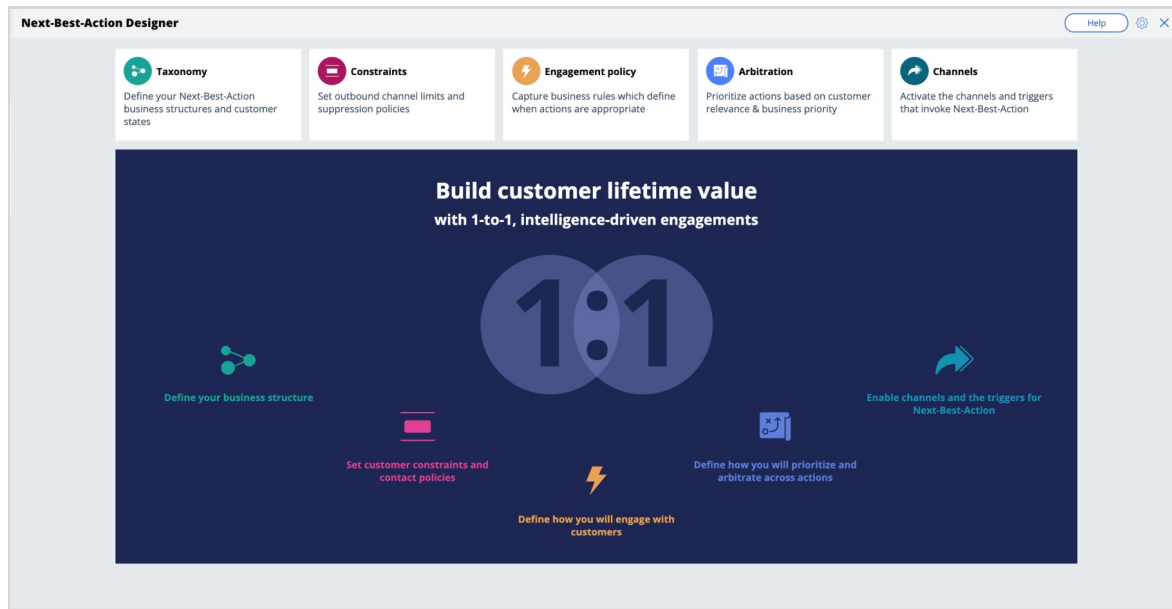 Next-Best-Action Designer
Help
Taxonomy
Define your Next-Best-Action
business structures and customer
states
Constraints
Set outbound channel limits and
suppression policies
Engagement policy
Capture business rules which define
when actions are appropriate
Arbitration
Prioritize actions based on customer
relevance & business priority
Channels
Activate the channels and triggers
that invoke Next-Best-Action
Build customer lifetime value
with 1-to-1, intelligence-driven engagements
1:1
Define your business structure
Enable channels and the triggers for
Next-Best-Action
Set customer constraints and
contact policies
Define how you will prioritize and
arbitrate across actions
Define how you will engage with
customers